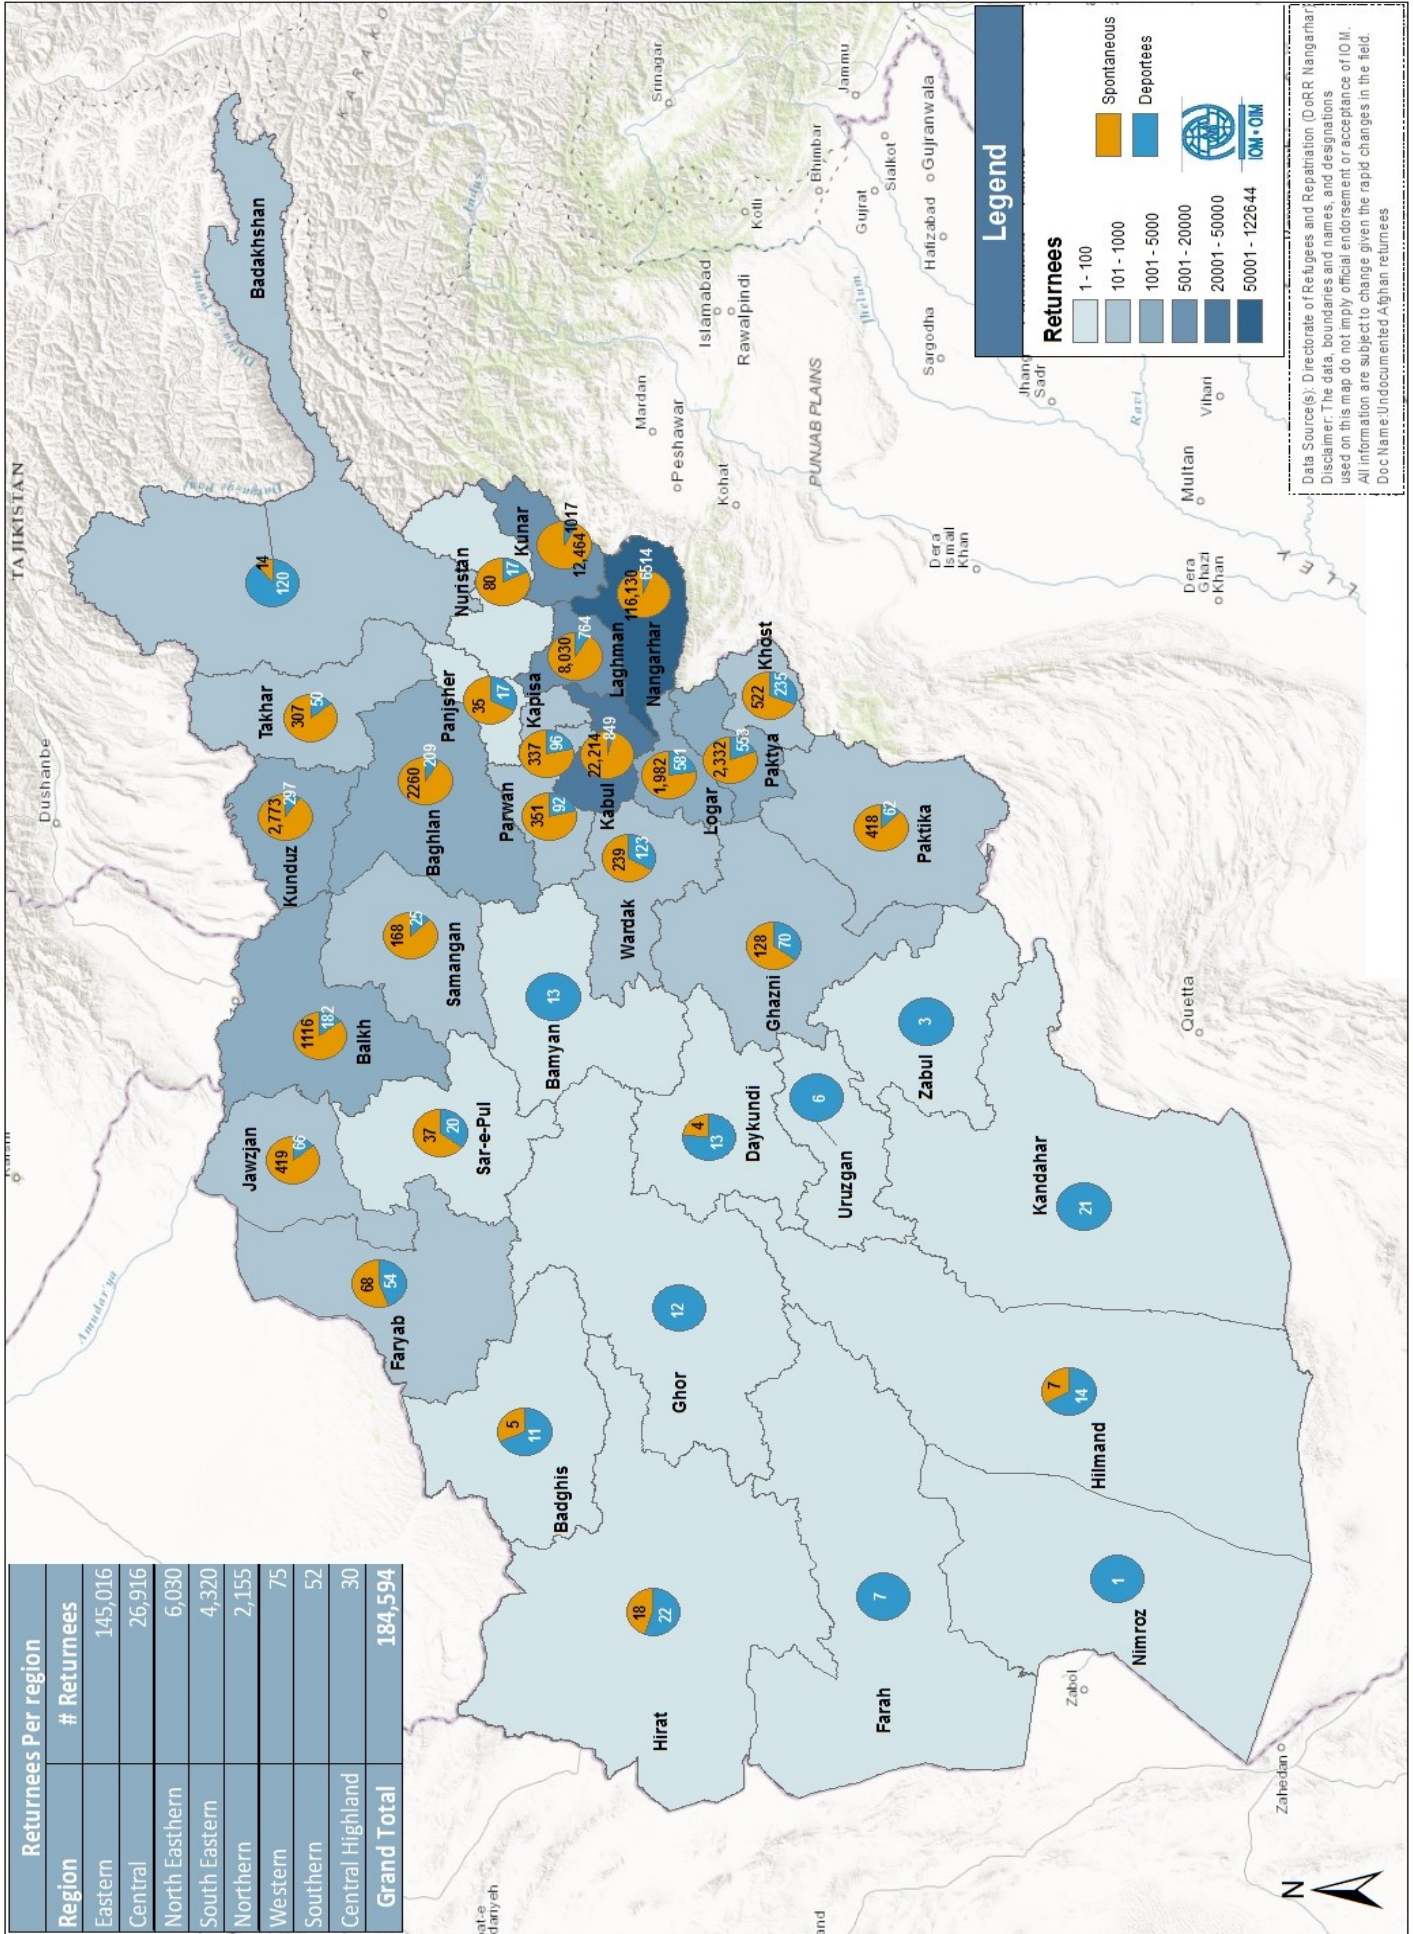 Returnees Per region
Region # Returnees
Eastern 145,016
Central 26,916
North Easthern 6,030
South Eastern 4,320
Northern 2,155
Western 75
Southern 52
Central Highland 30
Grand Total 184,594
TAJIKISTAN
Dushanbe
Amudar'ya
KARAKO
Indus
Badakhshan
14
120
Takhar
307
50
Kunduz
2,773
297
Baghlan
2260
209
Samangan
168
25
Balkh
1116
182
Jawzjan
419
66
Sar-e-Pul
37
20
Faryab
68
54
Badghis
5
11
Hirat
18
22
Ghor
12
Farah
7
Nimroz
1
Hilmand
7
14
Kandahar
21
Zabul
3
Uruzgan
6
Daykundi
4
13
Bamyan
13
Ghazni
128
70
Wardak
239
123
Parwan
351
92
Panjsher
35
17
Kapisa
337
96
Kabul
22,214
849
Logar
1,982
581
Paktya
2,332
553
Khost
522
235
Paktika
418
62
Nuristan
80
17
Kunar
12,464
1017
Laghman
8,030
764
Nangarhar
116,130
6514
Srinagar
Jammu
Bhimbar
Kotli
Sialkot
Gujrat
Gujranwala
Hafizabad
Islamabad
Rawalpindi
Jhelum
Sargodha
Mardan
Peshawar
Kohat
PUNJAB PLAINS
Jhang
Sadr
Ravi
Vihari
Multan
Dera
Ismail
Khan
Dera
Ghazi
Khan
Quetta
Zabol
Zahedan
N
Legend
Returnees
1 - 100
101 - 1000
1001 - 5000
5001 - 20000
20001 - 50000
50001 - 122644
Spontaneous
Deportees
IOM • OIM
Data Source(s): Directorate of Refugees and Repatriation (DoRR Nangarhar)
Disclaimer: The data, boundaries and names, and designations
used on this map do not imply official endorsement or acceptance of IOM.
All information are subject to change given the rapid changes in the field.
Doc Name:Undocumented Afghan returnees